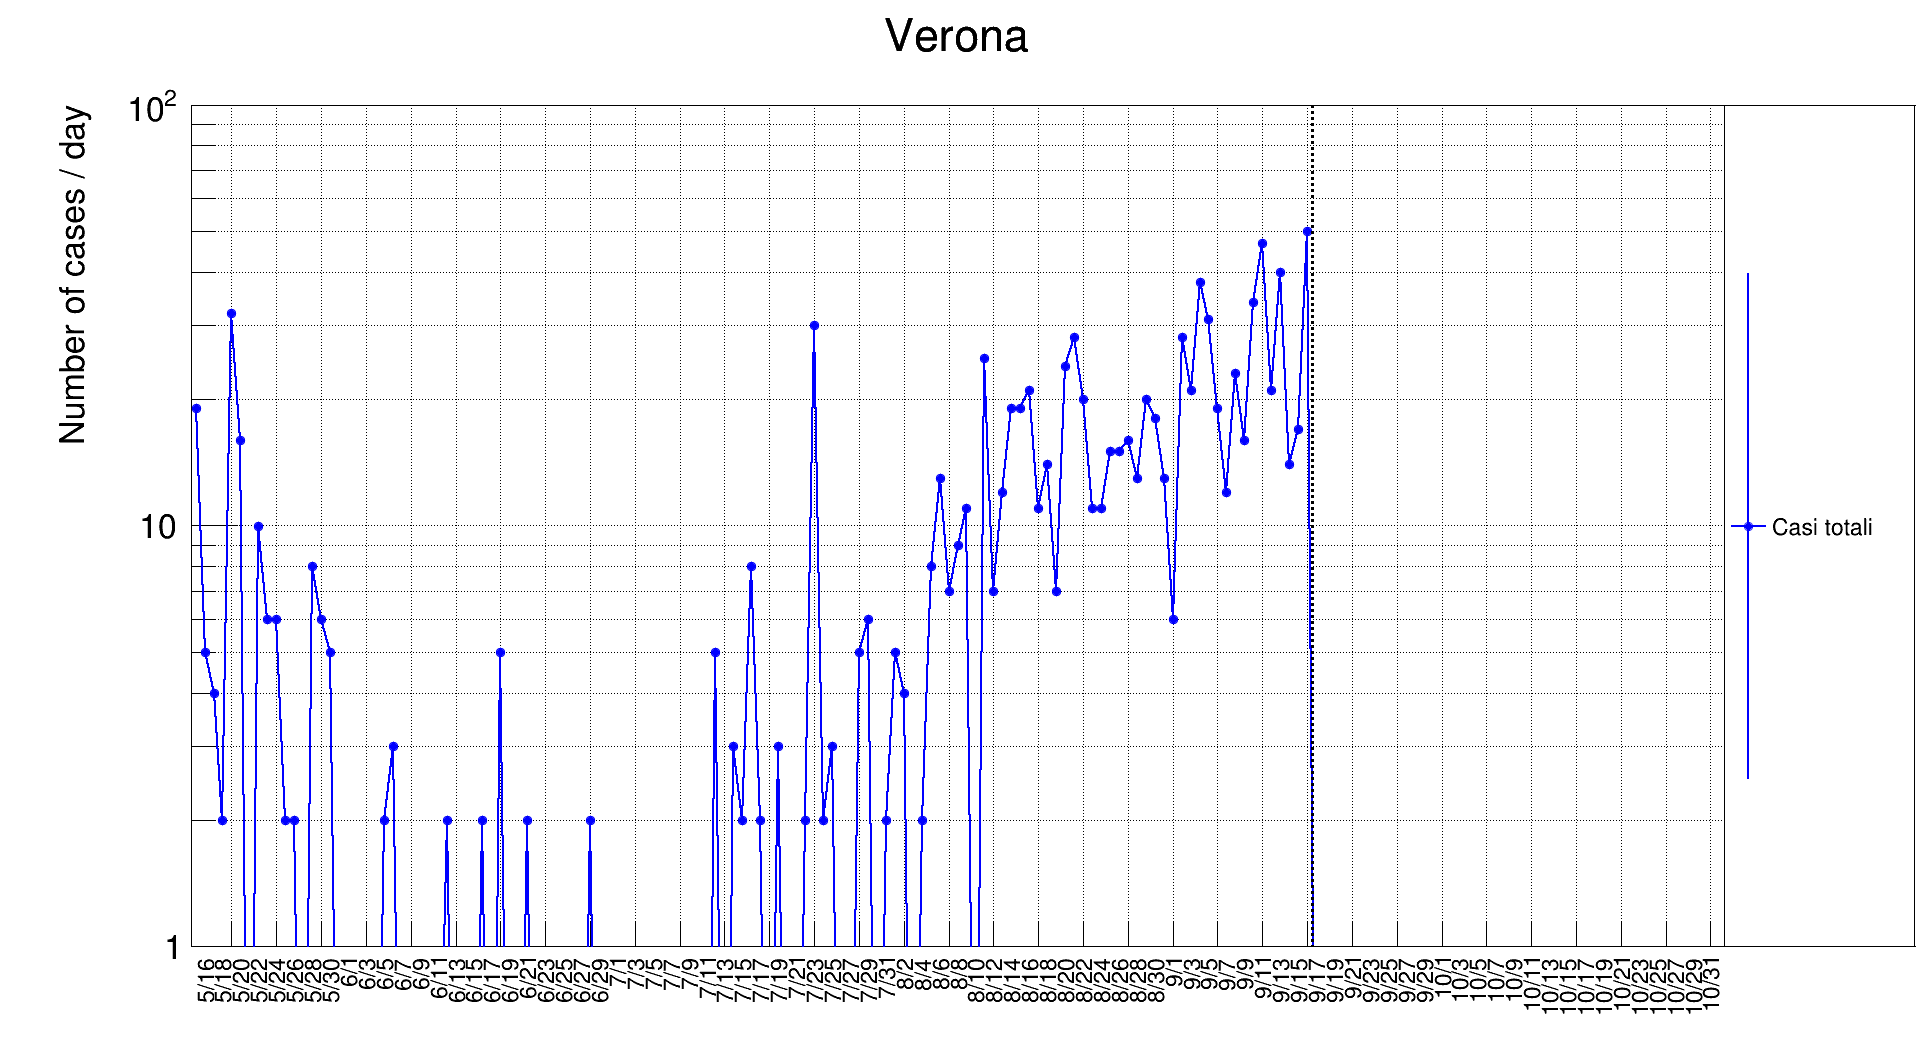 Verona
Number of cases / day
10²
10
1
Casi totali
5/16 5/18 5/20 5/22 5/24 5/26 5/28 5/30 6/1 6/3 6/5 6/7 6/9 6/11 6/13 6/15 6/17 6/19 6/21 6/23 6/25 6/27 6/29 7/1 7/3 7/5 7/7 7/9 7/11 7/13 7/15 7/17 7/19 7/21 7/23 7/25 7/27 7/29 7/31 8/2 8/4 8/6 8/8 8/10 8/12 8/14 8/16 8/18 8/20 8/22 8/24 8/26 8/28 8/30 9/1 9/3 9/5 9/7 9/9 9/11 9/13 9/15 9/17 9/19 9/21 9/23 9/25 9/27 9/29 10/1 10/3 10/5 10/7 10/9 10/11 10/13 10/15 10/17 10/19 10/21 10/23 10/25 10/27 10/29 10/31